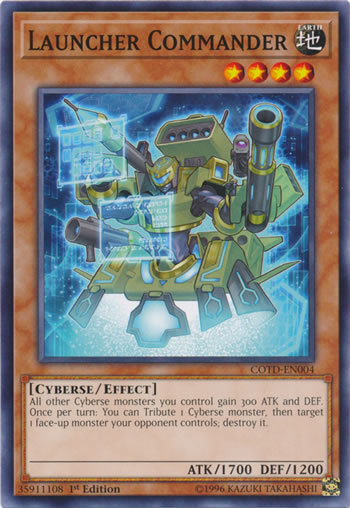 LAUNCHER COMMANDER
EARTH
地
COTD-EN004
[CYBERSE/EFFECT]
All other Cyberse monsters you control gain 300 ATK and DEF.
Once per turn: You can Tribute 1 Cyberse monster, then target
1 face-up monster your opponent controls; destroy it.
ATK/1700 DEF/1200
35911108 1st Edition
©1996 KAZUKI TAKAHASHI